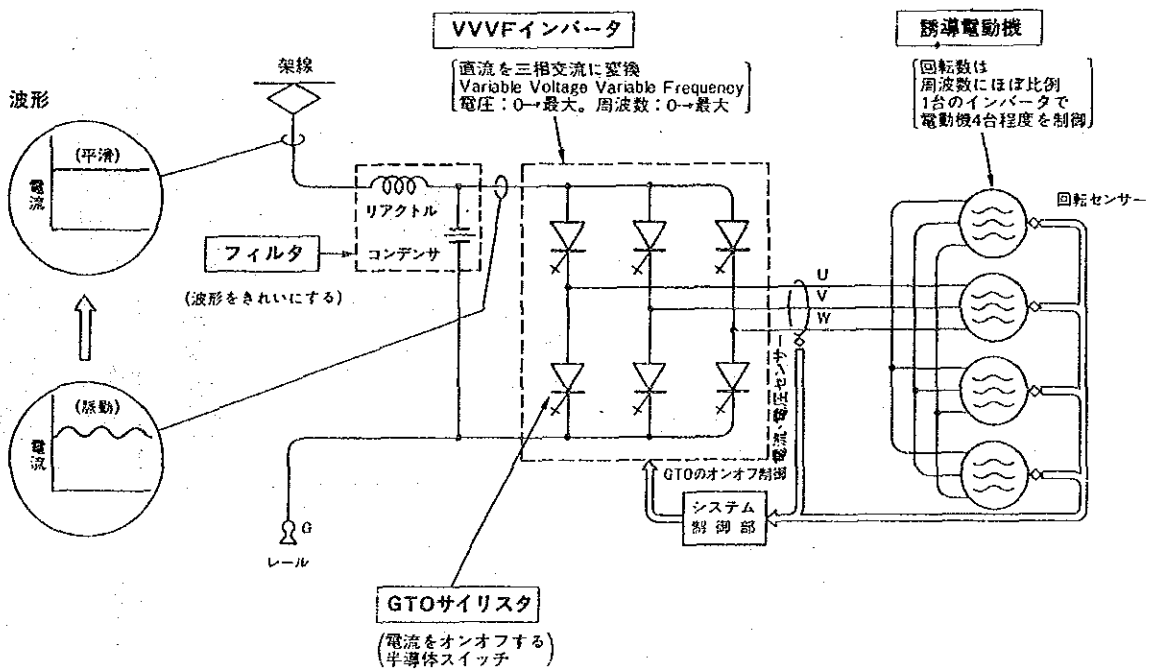 VVVFインバータ
直流を三相交流に変換
Variable Voltage Variable Frequency
電圧：0→最大。周波数：0→最大
誘導電動機
回転数は
周波数にほぼ比例
1台のインバータで
電動機4台程度を制御
架線
波形
(平滑)
電流
リアクトル
コンデンサ
フィルタ
(波形をきれいにする)
回転センサー
U
V
W
電流・電圧センサー
(脈動)
電流
GTOのオンオフ制御
システム
制御部
G
レール
GTOサイリスタ
電流をオンオフする
半導体スイッチ